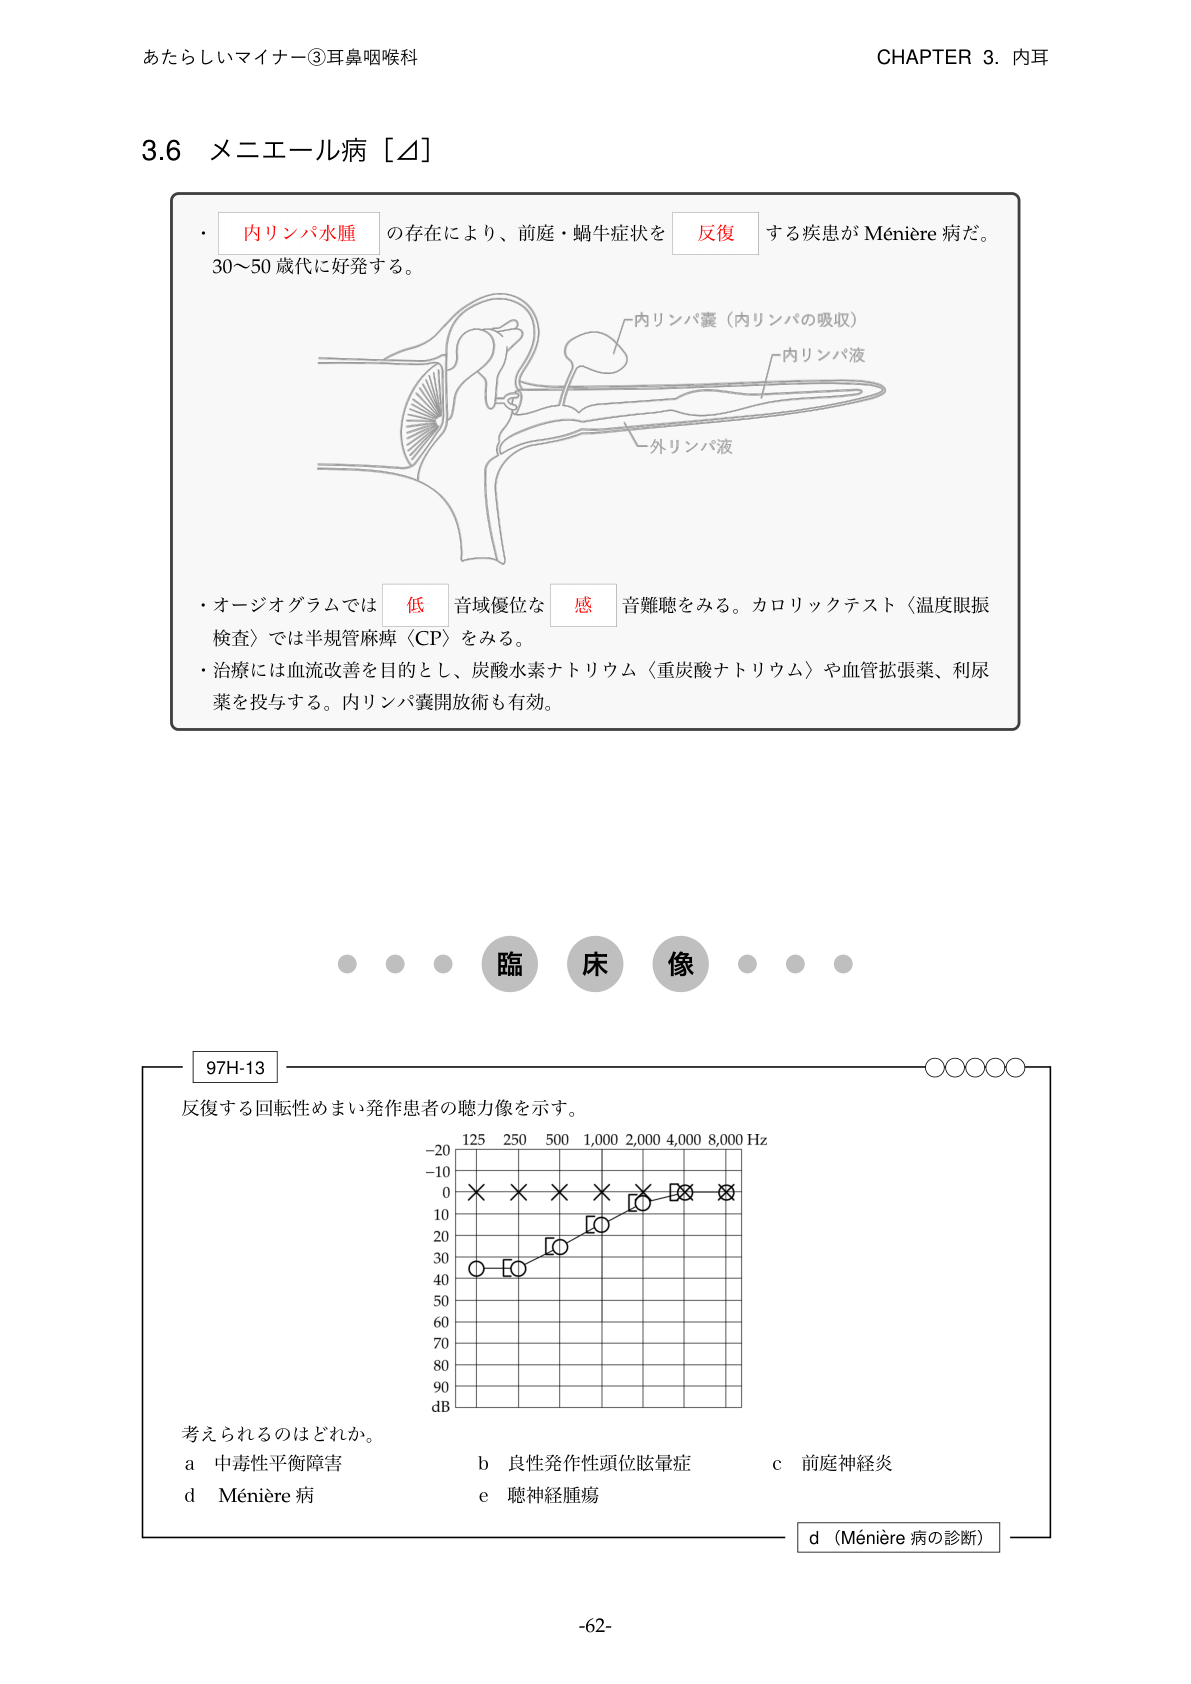 あたらしいマイナー③耳鼻咽喉科
CHAPTER 3. 内耳
3.6 メニエール病［⊿］
・内リンパ水腫 の存在により、前庭・蝸牛症状を 反復 する疾患が Ménière 病だ。
30〜50 歳代に好発する。
内リンパ嚢（内リンパの吸収）
内リンパ液
外リンパ液
・オージオグラムでは 低 音域優位な 感 音難聴をみる。カロリックテスト〈温度眼振
検査〉では半規管麻痺〈CP〉をみる。
・治療には血流改善を目的とし、炭酸水素ナトリウム〈重炭酸ナトリウム〉や血管拡張薬、利尿
薬を投与する。内リンパ嚢開放術も有効。
臨 床 像
97H-13
反復する回転性めまい発作患者の聴力像を示す。
125 250 500 1,000 2,000 4,000 8,000 Hz
−20
−10
0
10
20
30
40
50
60
70
80
90
dB
考えられるのはどれか。
a 中毒性平衡障害 b 良性発作性頭位眩暈症 c 前庭神経炎
d Ménière 病 e 聴神経腫瘍
d （Ménière 病の診断）
-62-